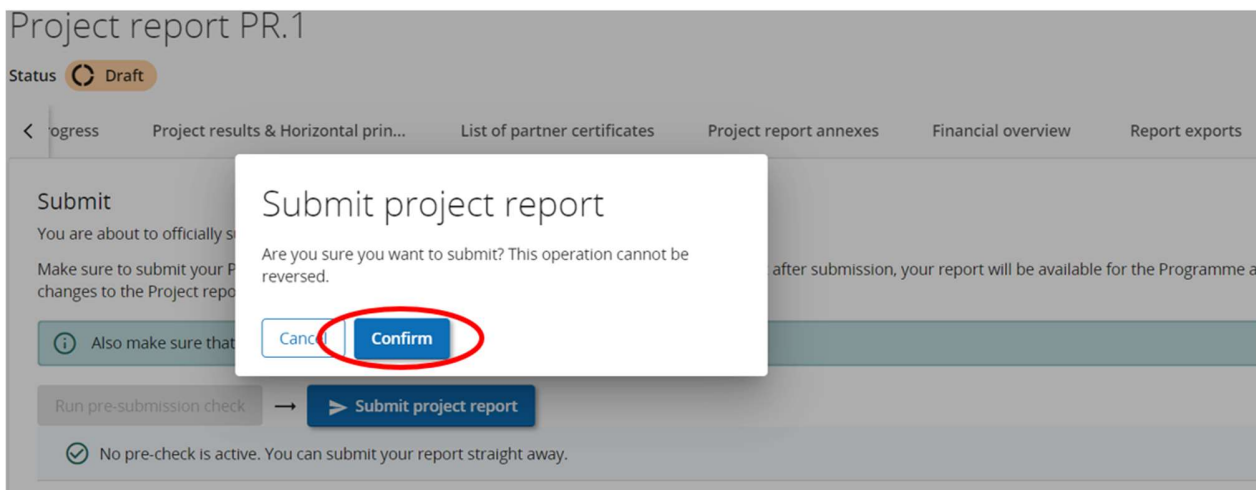 Project report PR.1
Status Draft
ogress Project results & Horizontal prin... List of partner certificates Project report annexes Financial overview Report exports
Submit
You are about to officially
Make sure to submit your after submission, your report will be available for the Programme
changes to the Project
Submit project report
Are you sure you want to submit? This operation cannot be
reversed.
Cancel Confirm
Also make sure that
Run pre-submission check → Submit project report
No pre-check is active. You can submit your report straight away.